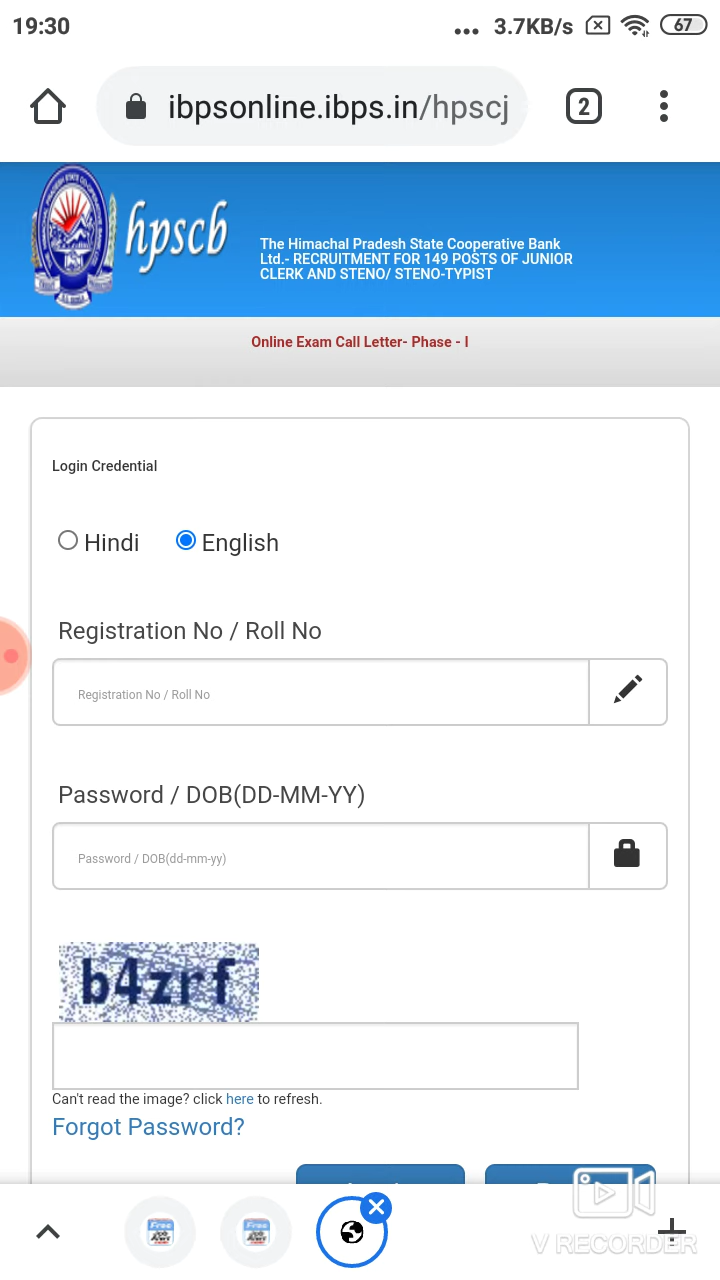 19:30
... 3.7KB/s 67
ibpsonline.ibps.in/hpscj
2
hpscb
The Himachal Pradesh State Cooperative Bank
Ltd.- RECRUITMENT FOR 149 POSTS OF JUNIOR
CLERK AND STENO/ STENO-TYPIST
Online Exam Call Letter- Phase - I
Login Credential
Hindi English
Registration No / Roll No
Registration No / Roll No
Password / DOB(DD-MM-YY)
Password / DOB(dd-mm-yy)
b4zrf
Can't read the image? click here to refresh.
Forgot Password?
V RECORDER